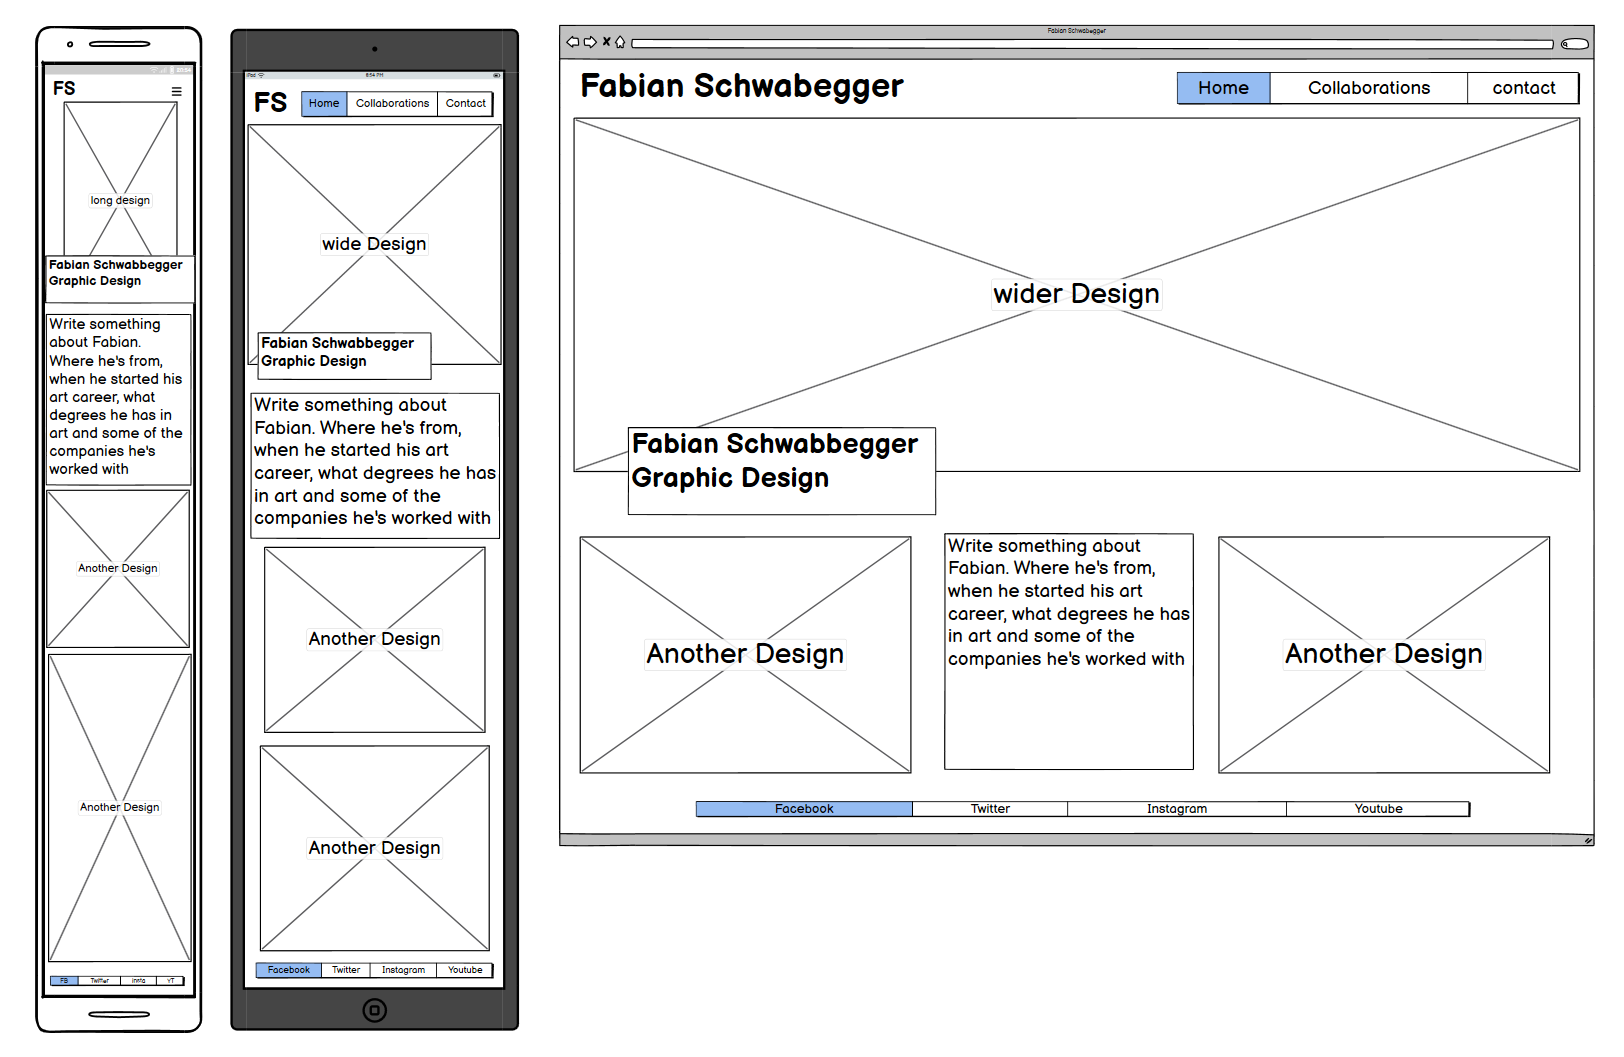 FS
long design
Fabian Schwabbegger
Graphic Design
Write something
about Fabian.
Where he's from,
when he started his
art career, what
degrees he has in
art and some of the
companies he's
worked with
Another Design
Another Design
FB Twitter insta YT
iPod 8:54 PM
FS Home Collaborations Contact
wide Design
Fabian Schwabbegger
Graphic Design
Write something about
Fabian. Where he's from,
when he started his art
career, what degrees he has
in art and some of the
companies he's worked with
Another Design
Another Design
Facebook Twitter Instagram Youtube
Fabian Schwabegger
Fabian Schwabegger Home Collaborations contact
wider Design
Fabian Schwabbegger
Graphic Design
Another Design
Write something about
Fabian. Where he's from,
when he started his art
career, what degrees he has
in art and some of the
companies he's worked with
Another Design
Facebook Twitter Instagram Youtube